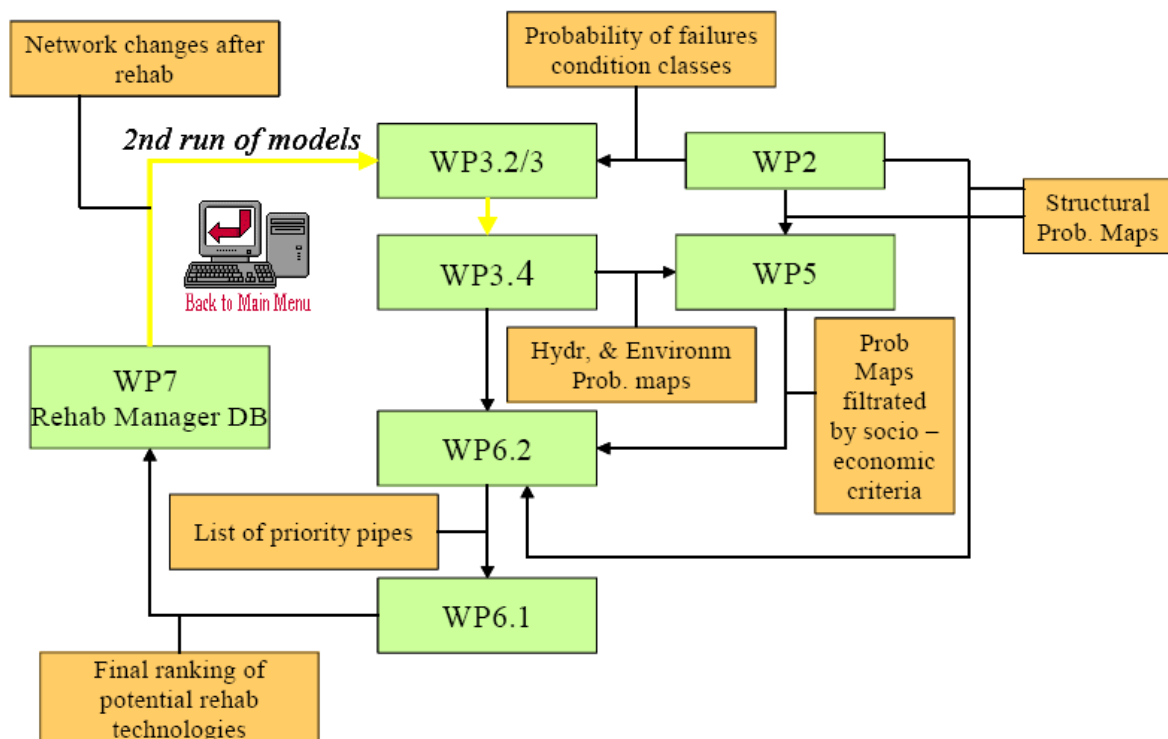 Network changes after
rehab
Probability of failures
condition classes
2nd run of models
WP3.2/3
WP2
Structural
Prob. Maps
WP3.4
WP5
Back to Main Menu
Hydr, & Environm
Prob. maps
Prob
Maps
filtrated
by socio –
economic
criteria
WP7
Rehab Manager DB
WP6.2
List of priority pipes
WP6.1
Final ranking of
potential rehab
technologies